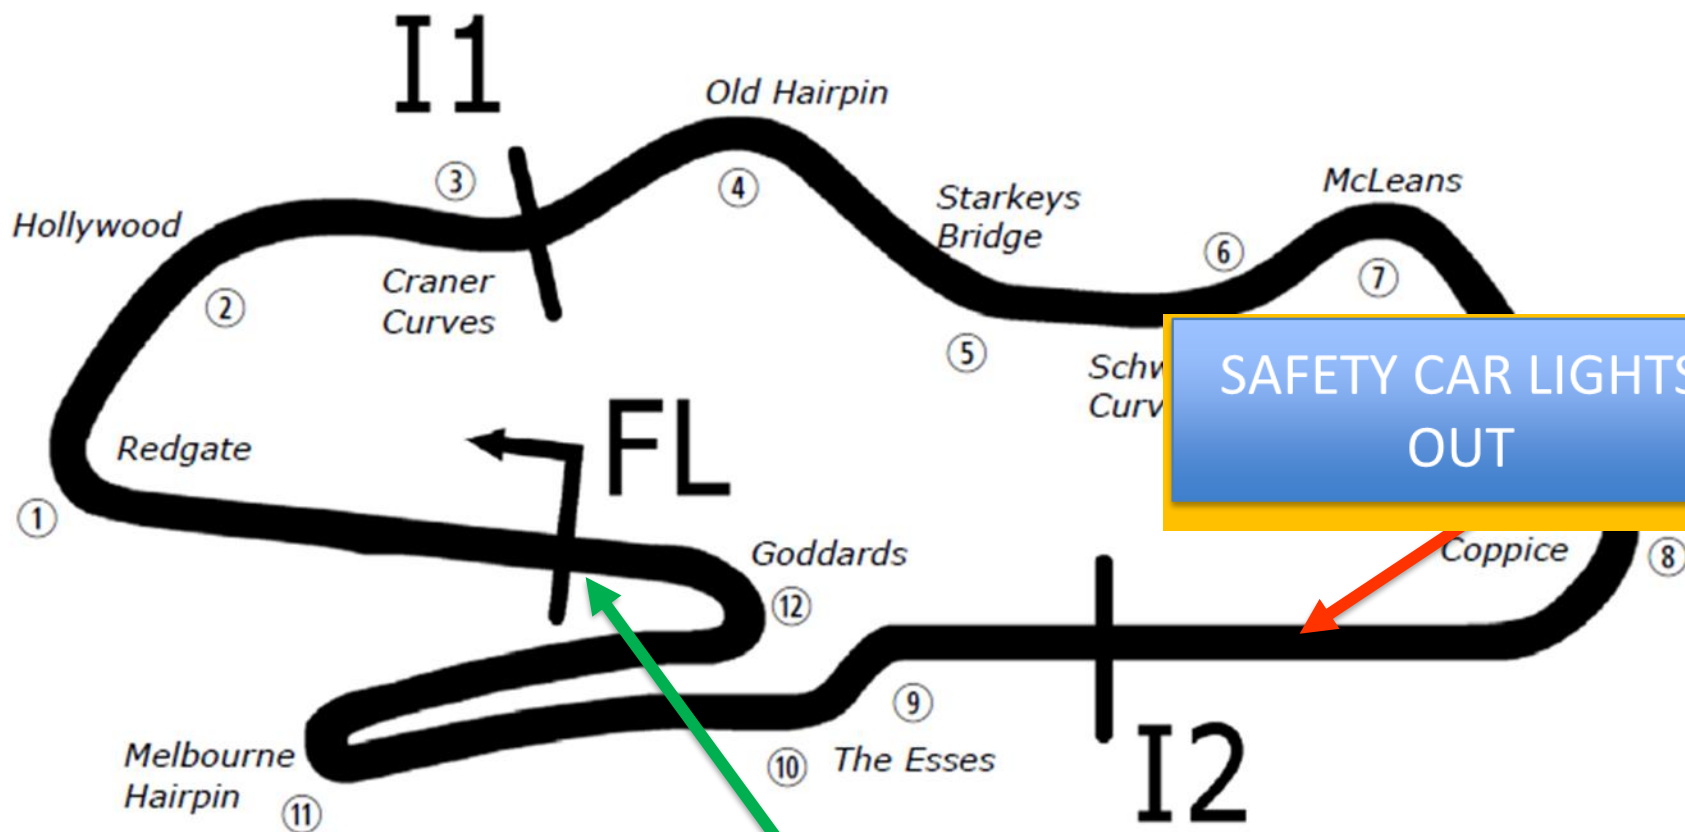 I1
Old Hairpin
③
④
McLeans
Hollywood
Starkeys
Bridge
⑥
⑦
Craner
Curves
②
⑤
SAFETY CAR LIGHTS
OUT
FL
Redgate
①
Goddards
⑫
Coppice
⑧
⑨
The Esses
⑩
I2
Melbourne
Hairpin
⑪